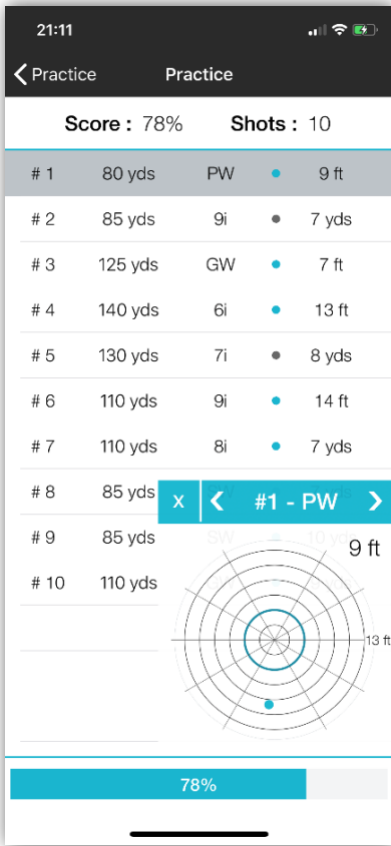 21:11
Practice Practice
Score : 78% Shots : 10
# 1 80 yds PW 9 ft
# 2 85 yds 9i 7 yds
# 3 125 yds GW 7 ft
# 4 140 yds 6i 13 ft
# 5 130 yds 7i 8 yds
# 6 110 yds 9i 14 ft
# 7 110 yds 8i 7 yds
# 8 85 yds
X #1 - PW
# 9 85 yds SW 10 yds
9 ft
# 10 110 yds
13 ft
78%